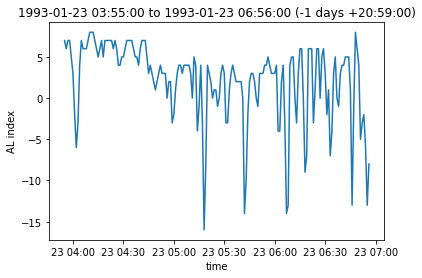 1993-01-23 03:55:00 to 1993-01-23 06:56:00 (-1 days +20:59:00)
5
0
−5
−10
−15
AL index
23 04:00 23 04:30 23 05:00 23 05:30 23 06:00 23 06:30 23 07:00
time